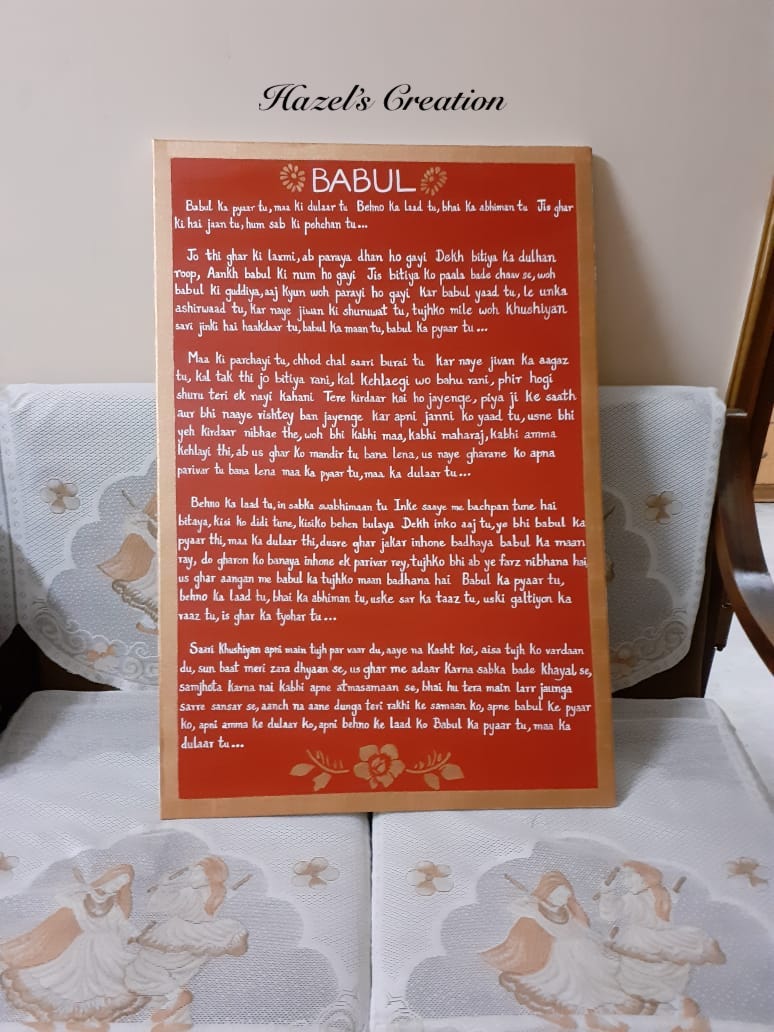 Hazel's Creation
BABUL
Babul ka pyaar tu, maa ki dulaar tu Behno ka laad tu, bhai ka abhiman tu Jis ghar
ki hai jaan tu, hum sab ki pehchan tu...
Jo thi ghar ki laxmi, ab paraya dhan ho gayi Dekh bitiya ka dulhan
roop, Aankh babul ki num ho gayi Jis bitiya ko paala bade chaav se, woh
babul ki guddiya, aaj kyun woh parayi ho gayi Kar babul yaad tu, le unka
ashirwaad tu, kar naye jiwan ki shuruwat tu, tujhko mile woh khushiyan
sari jinki hai haakdaar tu, babul ka maan tu, babul ka pyaar tu...
Maa ki parchayi tu, chhod chal saari burai tu Kar naye jivan ka aagaz
tu, kal tak thi jo bitiya rani, kal kehlaegi wo bahu rani, phir hogi
shuru teri ek nayi kahani Tere kirdaar kai ho jayenge, piya ji ke saath
aur bhi naaye rishtey ban jayenge kar apni janni ko yaad tu, usne bhi
yeh kirdaar nibhae the, woh bhi kabhi maa, kabhi maharaj, kabhi amma
kehlayi thi, ab us ghar ko mandir tu bana lena, us naye gharane ko apna
parivar tu bana lena maa ka pyaar tu, maa ka dulaar tu...
Behno ka laad tu, in sabka swabhimaan tu Inke saaye me bachpan tune hai
bitaya, kisi ko didi tune, kisiko behen bulaya Dekh inko aaj tu, ye bhi babul ka
pyaar thi, maa ka dulaar thi, dusre ghar jakar inhone badhaya babul ka maan
ray, do gharon ko banaya inhone ek parivar rey, tujhko bhi ab ye farz nibhana hai,
us ghar aangan me babul ka tujhko maan badhana hai Babul ka pyaar tu,
behno ka laad tu, bhai ka abhiman tu, uske sar ka taaz tu, uski galtiyon ka
raaz tu, is ghar ka tyohar tu...
Saari khushiyan apni main tujh par vaar du, aaye na Kasht koi, aisa tujh ko vardaan
du, sun baat meri zara dhyaan se, us ghar me adaar karna sabka bade khayal se,
samjhota karna nai kabhi apne atmasamaan se, bhai hu tera main larr jaunga
sarre sansar se, aanch na aane dunga teri rakhi ke samaan ko, apne babul ke pyaar
ko, apni amma ke dulaar ko, apni behno ke laad ko Babul ka pyaar tu, maa ka
dulaar tu...